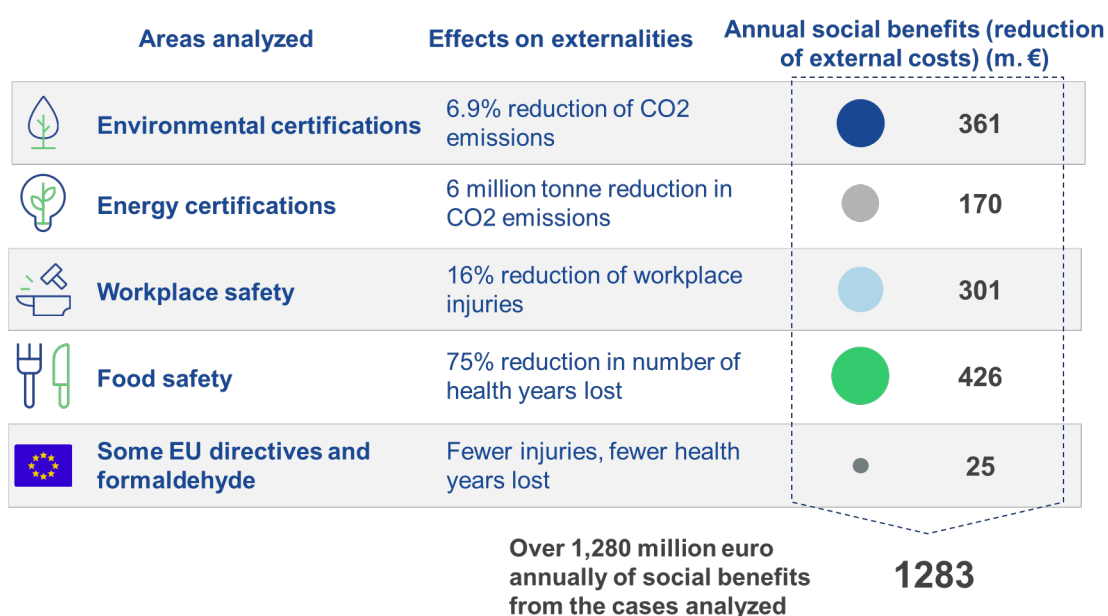 Areas analyzed
Effects on externalities
Annual social benefits (reduction
of external costs) (m. €)
Environmental certifications
6.9% reduction of CO2
emissions
361
Energy certifications
6 million tonne reduction in
CO2 emissions
170
Workplace safety
16% reduction of workplace
injuries
301
Food safety
75% reduction in number of
health years lost
426
Some EU directives and
formaldehyde
Fewer injuries, fewer health
years lost
25
Over 1,280 million euro
annually of social benefits
from the cases analyzed
1283